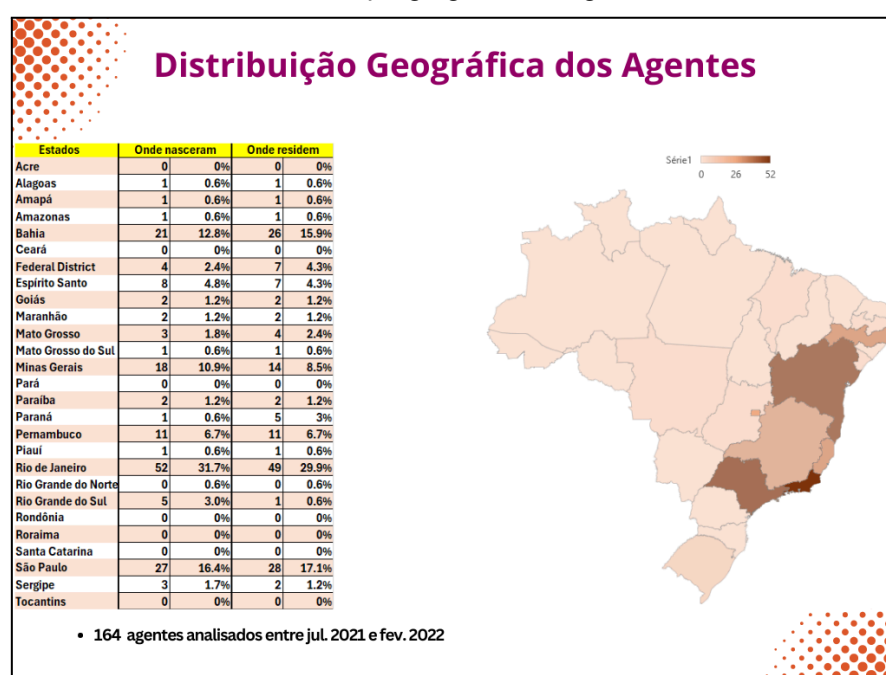 Distribuição Geográfica dos Agentes
Estados Onde nasceram Onde residem
Acre 0 0% 0 0%
Alagoas 1 0.6% 1 0.6%
Amapá 1 0.6% 1 0.6%
Amazonas 1 0.6% 1 0.6%
Bahia 21 12.8% 26 15.9%
Ceará 0 0% 0 0%
Federal District 4 2.4% 7 4.3%
Espírito Santo 8 4.8% 7 4.3%
Goiás 2 1.2% 2 1.2%
Maranhão 2 1.2% 2 1.2%
Mato Grosso 3 1.8% 4 2.4%
Mato Grosso do Sul 1 0.6% 1 0.6%
Minas Gerais 18 10.9% 14 8.5%
Pará 0 0% 0 0%
Paraíba 2 1.2% 2 1.2%
Paraná 1 0.6% 5 3%
Pernambuco 11 6.7% 11 6.7%
Piauí 1 0.6% 1 0.6%
Rio de Janeiro 52 31.7% 49 29.9%
Rio Grande do Norte 0 0.6% 0 0.6%
Rio Grande do Sul 5 3.0% 1 0.6%
Rondônia 0 0% 0 0%
Roraima 0 0% 0 0%
Santa Catarina 0 0% 0 0%
São Paulo 27 16.4% 28 17.1%
Sergipe 3 1.7% 2 1.2%
Tocantins 0 0% 0 0%
Série1
0 26 52
• 164 agentes analisados entre jul. 2021 e fev. 2022